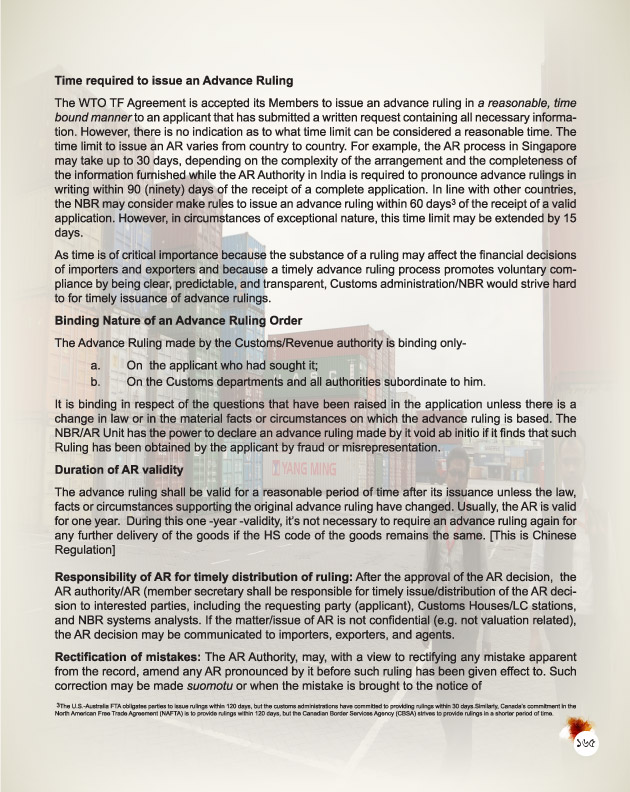 Time required to issue an Advance Ruling
The WTO TF Agreement is accepted its Members to issue an advance ruling in a reasonable, time
bound manner to an applicant that has submitted a written request containing all necessary informa-
tion. However, there is no indication as to what time limit can be considered a reasonable time. The
time limit to issue an AR varies from country to country. For example, the AR process in Singapore
may take up to 30 days, depending on the complexity of the arrangement and the completeness of
the information furnished while the AR Authority in India is required to pronounce advance rulings in
writing within 90 (ninety) days of the receipt of a complete application. In line with other countries,
the NBR may consider make rules to issue an advance ruling within 60 days³ of the receipt of a valid
application. However, in circumstances of exceptional nature, this time limit may be extended by 15
days.
As time is of critical importance because the substance of a ruling may affect the financial decisions
of importers and exporters and because a timely advance ruling process promotes voluntary com-
pliance by being clear, predictable, and transparent, Customs administration/NBR would strive hard
to for timely issuance of advance rulings.
Binding Nature of an Advance Ruling Order
The Advance Ruling made by the Customs/Revenue authority is binding only-
a. On the applicant who had sought it;
b. On the Customs departments and all authorities subordinate to him.
It is binding in respect of the questions that have been raised in the application unless there is a
change in law or in the material facts or circumstances on which the advance ruling is based. The
NBR/AR Unit has the power to declare an advance ruling made by it void ab initio if it finds that such
Ruling has been obtained by the applicant by fraud or misrepresentation.
YANG MING
Duration of AR validity
The advance ruling shall be valid for a reasonable period of time after its issuance unless the law,
facts or circumstances supporting the original advance ruling have changed. Usually, the AR is valid
for one year. During this one -year -validity, it's not necessary to require an advance ruling again for
any further delivery of the goods if the HS code of the goods remains the same. [This is Chinese
Regulation]
Responsibility of AR for timely distribution of ruling: After the approval of the AR decision, the
AR authority/AR (member secretary shall be responsible for timely issue/distribution of the AR deci-
sion to interested parties, including the requesting party (applicant), Customs Houses/LC stations,
and NBR systems analysts. If the matter/issue of AR is not confidential (e.g. not valuation related),
the AR decision may be communicated to importers, exporters, and agents.
Rectification of mistakes: The AR Authority, may, with a view to rectifying any mistake apparent
from the record, amend any AR pronounced by it before such ruling has been given effect to. Such
correction may be made suomotu or when the mistake is brought to the notice of
³The U.S.-Australia FTA obligates parties to issue rulings within 120 days, but the customs administrations have committed to providing rulings within 30 days.Similarly, Canada's commitment in the
North American Free Trade Agreement (NAFTA) is to provide rulings within 120 days, but the Canadian Border Services Agency (CBSA) strives to provide rulings in a shorter period of time.
১৬৫